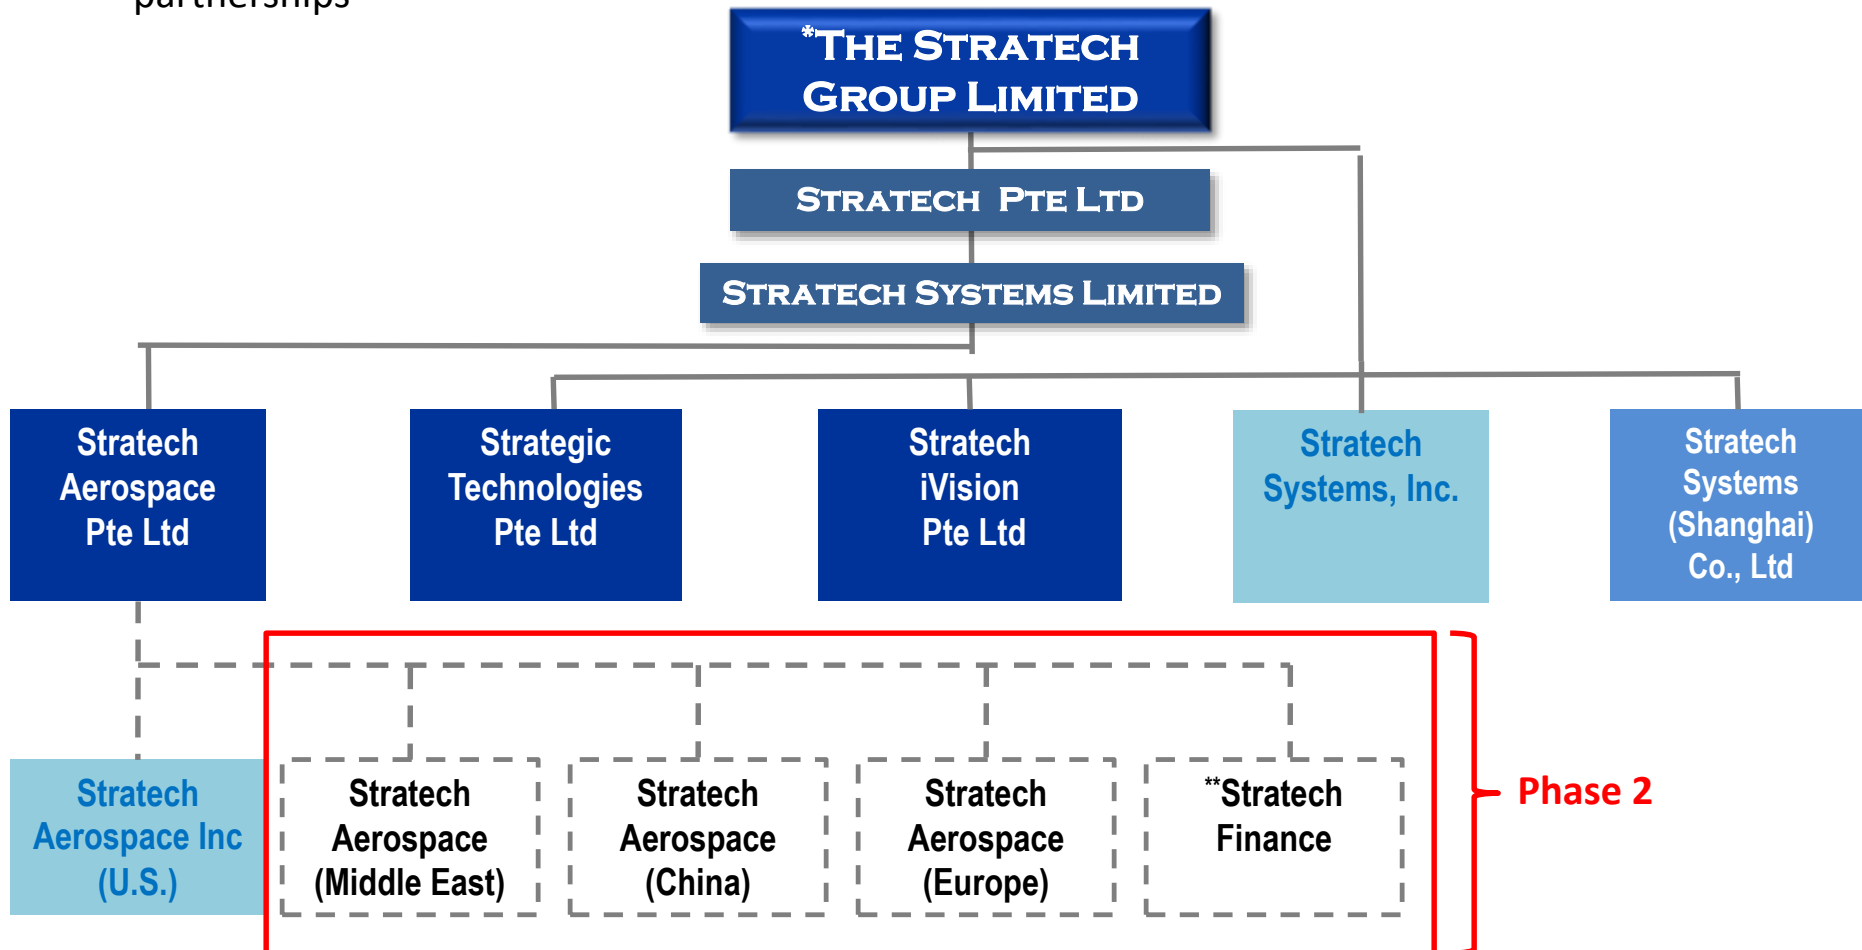 partnerships
*THE STRATECH
GROUP LIMITED
STRATECH PTE LTD
STRATECH SYSTEMS LIMITED
Stratech
Aerospace
Pte Ltd
Strategic
Technologies
Pte Ltd
Stratech
iVision
Pte Ltd
Stratech
Systems, Inc.
Stratech
Systems
(Shanghai)
Co., Ltd
Stratech
Aerospace Inc
(U.S.)
Stratech
Aerospace
(Middle East)
Stratech
Aerospace
(China)
Stratech
Aerospace
(Europe)
**Stratech
Finance
Phase 2